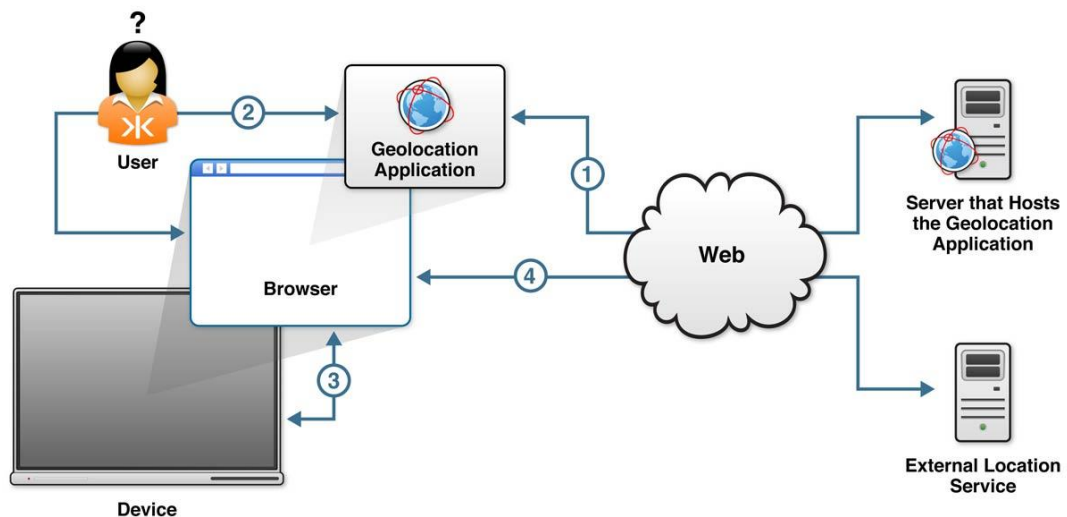 ?
User
2
Geolocation
Application
1
Server that Hosts
the Geolocation
Application
Web
Browser
4
3
External Location
Service
Device